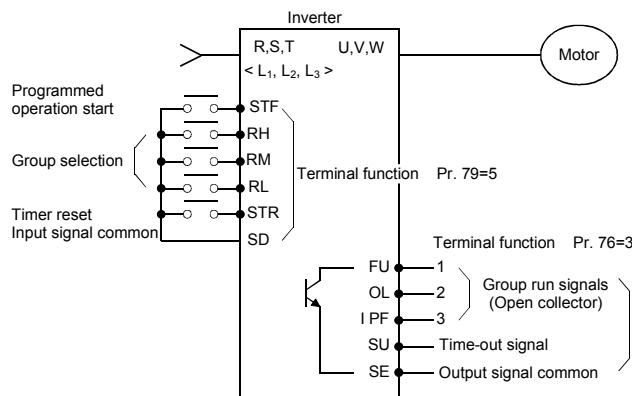 Inverter
R,S,T U,V,W
< L1, L2, L3 >
Motor
Programmed
operation start
STF
RH
Group selection
RM
RL
Terminal function Pr. 79=5
Timer reset
STR
Input signal common
SD
Terminal function Pr. 76=3
FU 1
OL 2
I PF 3
Group run signals
(Open collector)
SU Time-out signal
SE Output signal common